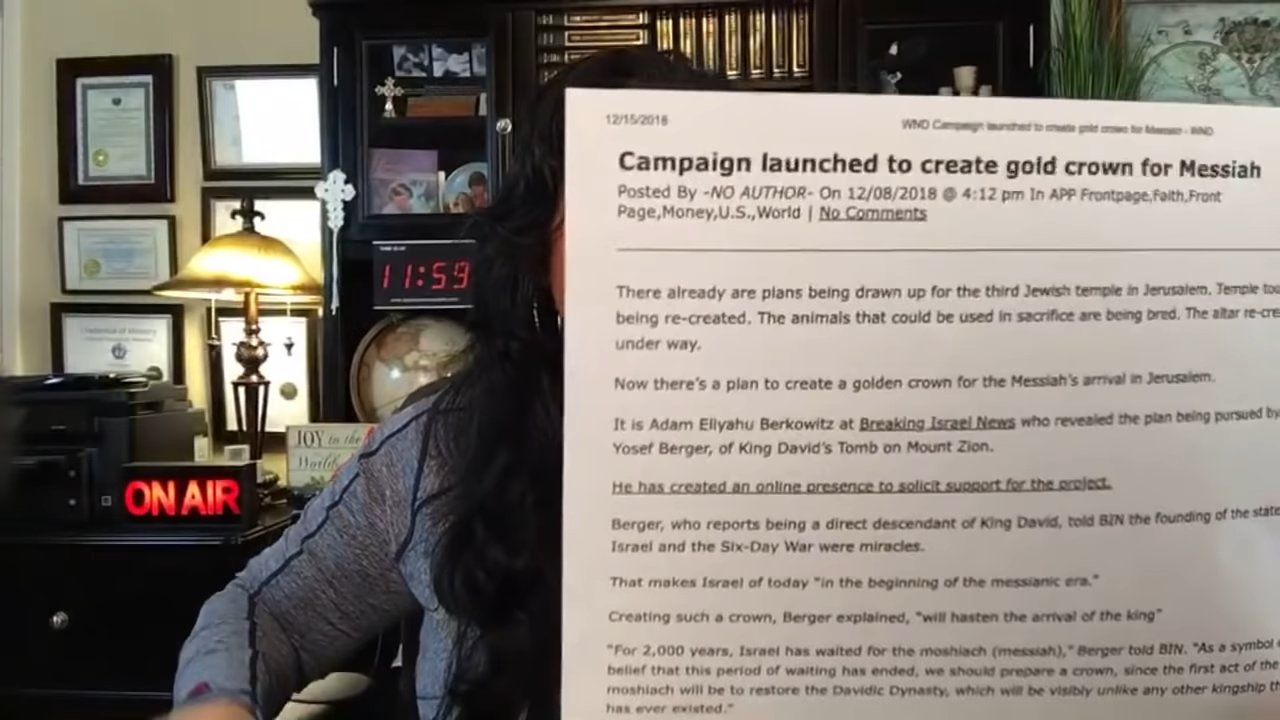 12/15/2018
WND Campaign launched to create gold crown for Messiah - WND
Campaign launched to create gold crown for Messiah
Posted By -NO AUTHOR- On 12/08/2018 @ 4:12 pm In APP Frontpage,Faith,Front
Page,Money,U.S.,World | No Comments
There already are plans being drawn up for the third Jewish temple in Jerusalem. Temple
being re-created. The animals that could be used in sacrifice are being bred. The altar
under way.
Now there's a plan to create a golden crown for the Messiah's arrival in Jerusalem.
It is Adam Eliyahu Berkowitz at Breaking Israel News who revealed the plan being pursued by
Yosef Berger, of King David's Tomb on Mount Zion.
He has created an online presence to solicit support for the project.
Berger, who reports being a direct descendant of King David, told BIN the founding of the
Israel and the Six-Day War were miracles.
That makes Israel of today "in the beginning of the messianic era."
Creating such a crown, Berger explained, "will hasten the arrival of the king"
"For 2,000 years, Israel has waited for the moshiach (messiah)," Berger told BIN. "As a symbol
belief that this period of waiting has ended, we should prepare a crown, since the first act of the
moshiach will be to restore the Davidic Dynasty, which will be visibly unlike any other kingship
has ever existed."
11:59
ON AIR
JOY to the
World